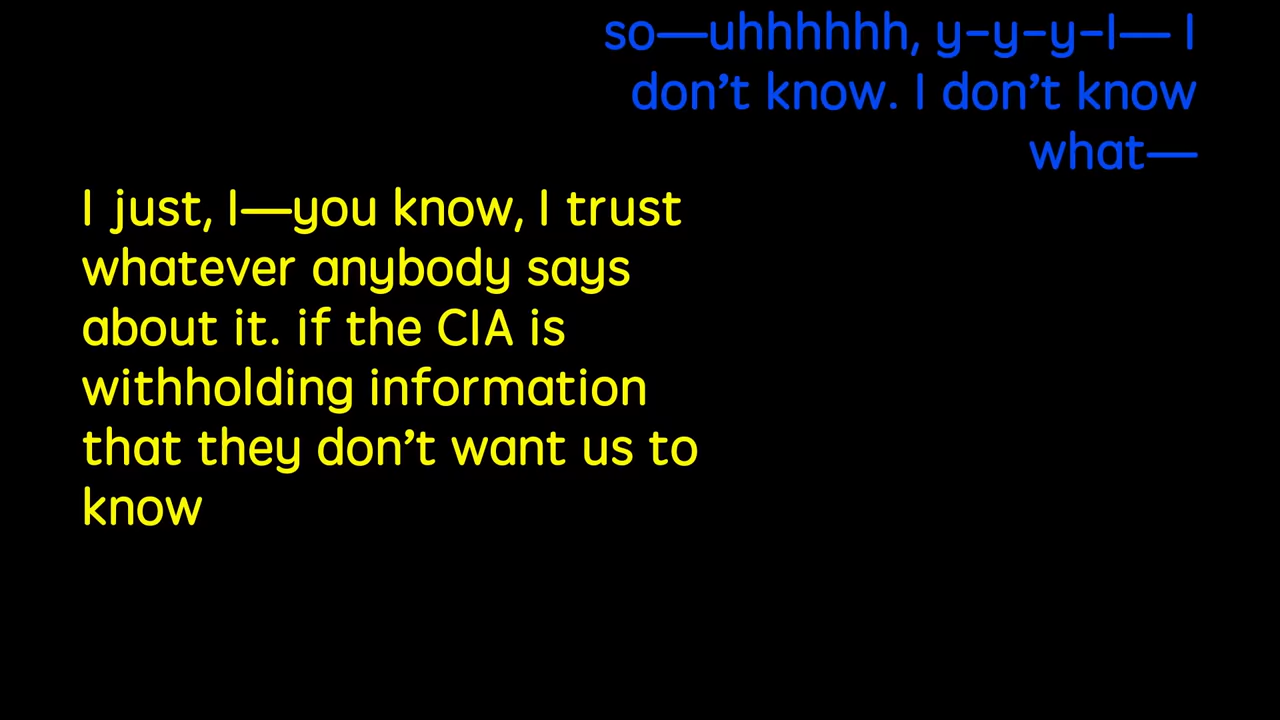 so—uhhhhhh, y-y-y-I— I
don’t know. I don’t know
what—
I just, I—you know, I trust
whatever anybody says
about it. if the CIA is
withholding information
that they don’t want us to
know